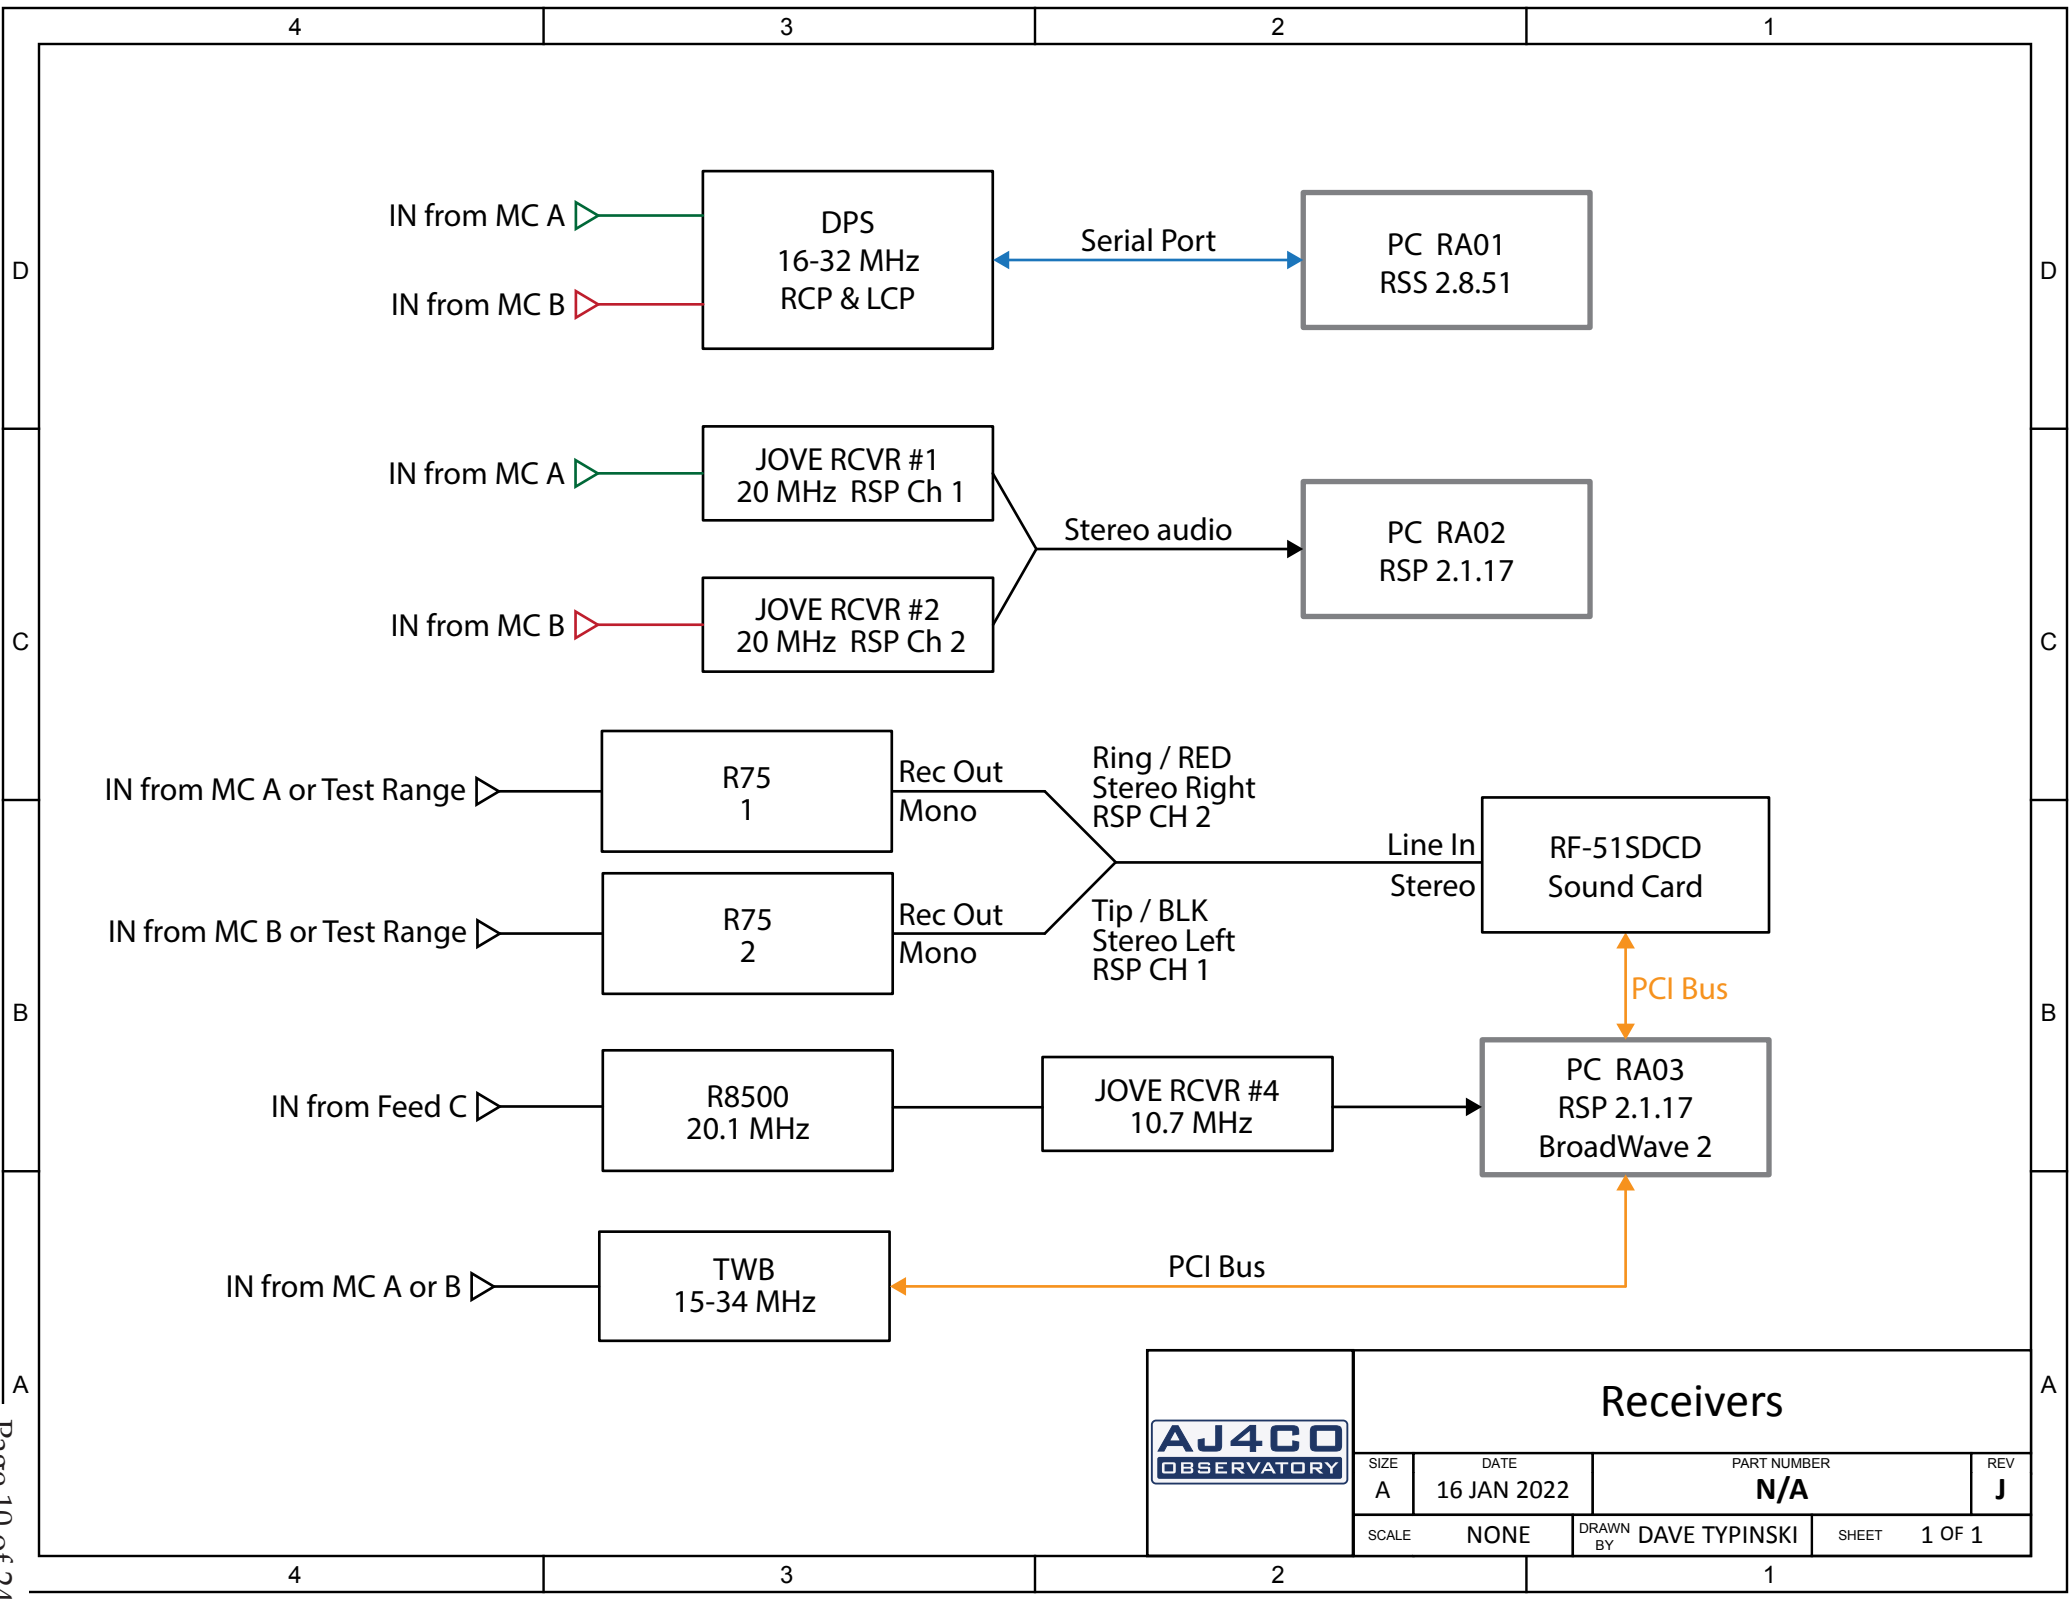 4 3 2 1
D
D
IN from MC A
IN from MC B
DPS
16-32 MHz
RCP & LCP
Serial Port
PC RA01
RSS 2.8.51
IN from MC A
JOVE RCVR #1
20 MHz RSP Ch 1
Stereo audio
PC RA02
RSP 2.1.17
IN from MC B
JOVE RCVR #2
20 MHz RSP Ch 2
C
C
IN from MC A or Test Range
R75
1
Rec Out
Mono
Ring / RED
Stereo Right
RSP CH 2
Line In
Stereo
RF-51SDCD
Sound Card
IN from MC B or Test Range
R75
2
Rec Out
Mono
Tip / BLK
Stereo Left
RSP CH 1
PCI Bus
B
B
IN from Feed C
R8500
20.1 MHz
JOVE RCVR #4
10.7 MHz
PC RA03
RSP 2.1.17
BroadWave 2
IN from MC A or B
TWB
15-34 MHz
PCI Bus
A
A
Page 10 of 24
AJ4CO
OBSERVATORY
Receivers
SIZE
A
DATE
16 JAN 2022
PART NUMBER
N/A
REV
J
SCALE NONE
DRAWN
BY
DAVE TYPINSKI
SHEET 1 OF 1
4 3 2 1